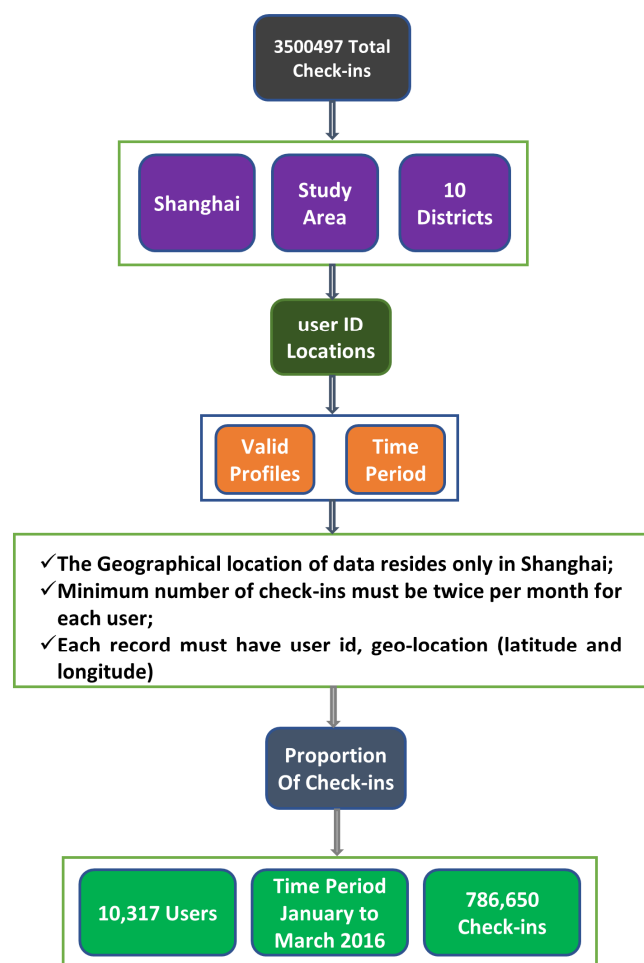 3500497 Total
Check-ins
Shanghai
Study
Area
10
Districts
user ID
Locations
Valid
Profiles
Time
Period
✓The Geographical location of data resides only in Shanghai;
✓Minimum number of check-ins must be twice per month for
each user;
✓Each record must have user id, geo-location (latitude and
longitude)
Proportion
Of Check-ins
10,317 Users
Time Period
January to
March 2016
786,650
Check-ins